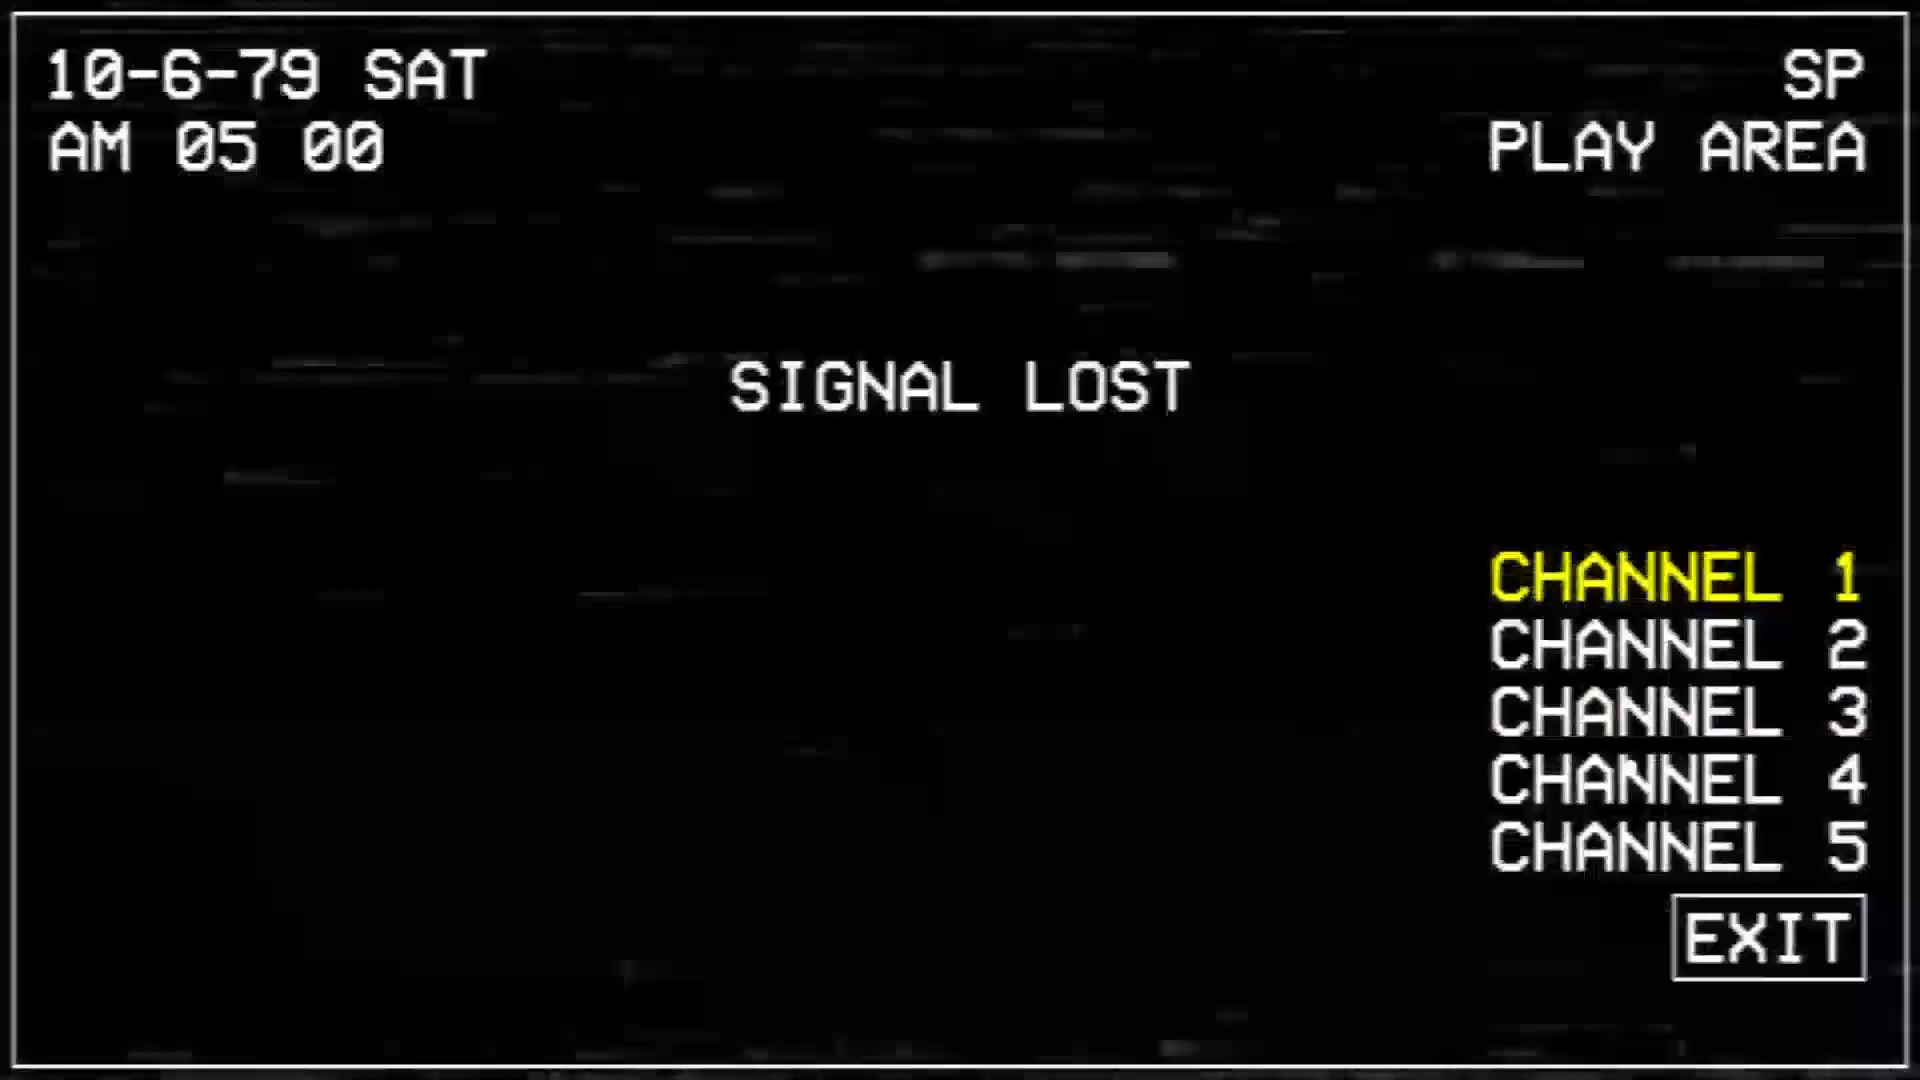 10-6-79 SAT
AM 05 00
SP
PLAY AREA
SIGNAL LOST
CHANNEL 1
CHANNEL 2
CHANNEL 3
CHANNEL 4
CHANNEL 5
EXIT